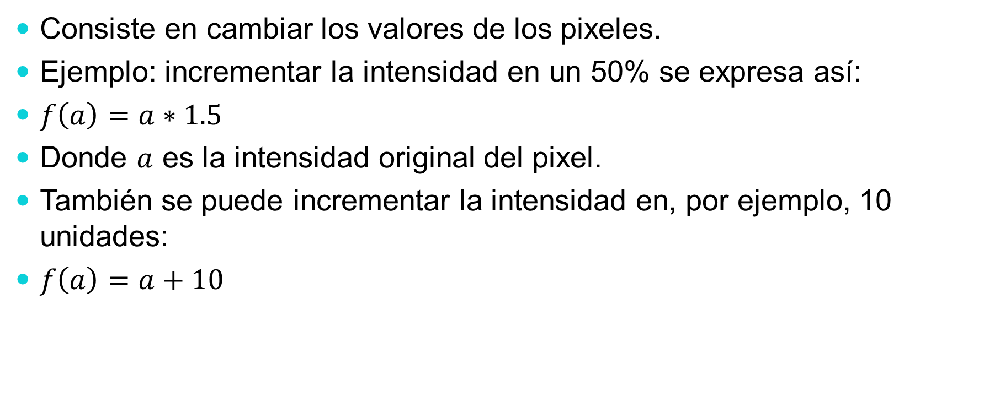 • Consiste en cambiar los valores de los pixeles.
• Ejemplo: incrementar la intensidad en un 50% se expresa así:
• 𝑓(𝑎) = 𝑎 ∗ 1.5
• Donde 𝑎 es la intensidad original del pixel.
• También se puede incrementar la intensidad en, por ejemplo, 10
unidades:
• 𝑓(𝑎) = 𝑎 + 10